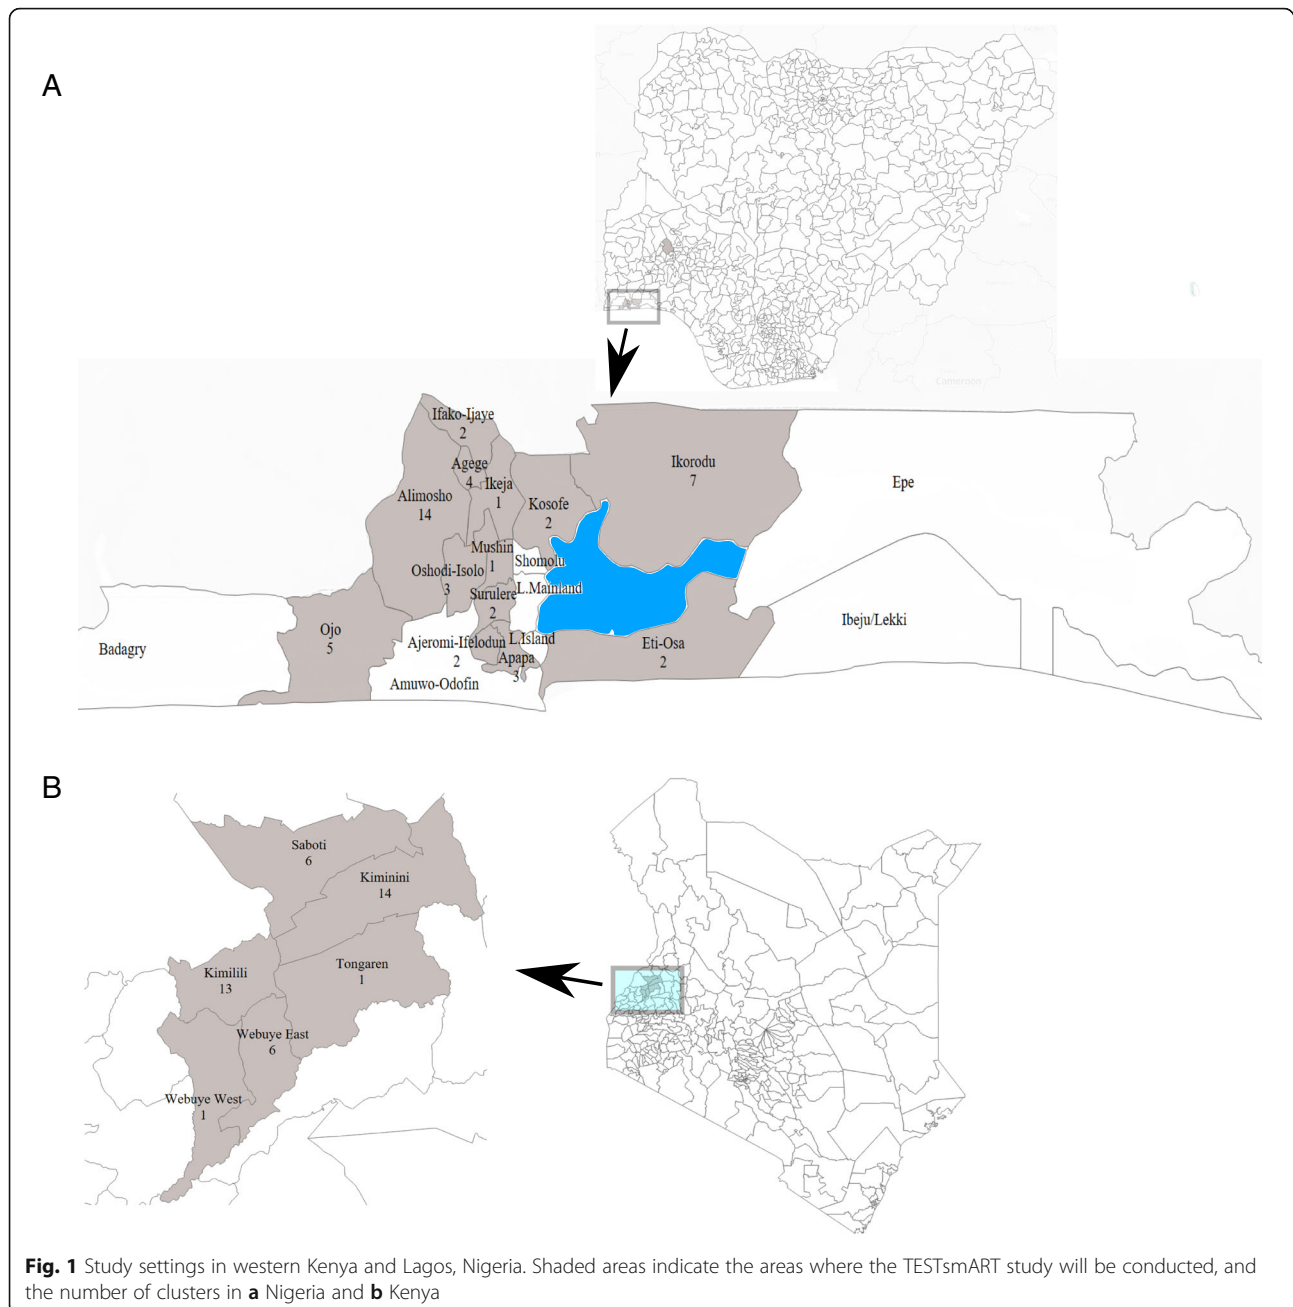 A
Cameroon
Ifako-Ijaye
2
Agege
4
Ikeja
1
Alimosho
14
Kosofe
2
Ikorodu
7
Epe
Mushin
1
Shomolu
Oshodi-Isolo
3
L.Mainland
Surulere
2
Ojo
5
Badagry
Ajeromi-Ifelodun
2
L.Island
Apapa
3
Amuwo-Odofin
Eti-Osa
2
Ibeju/Lekki
B
Saboti
6
Kiminini
14
Kimilili
13
Tongaren
1
Webuye East
6
Webuye West
1
Fig. 1 Study settings in western Kenya and Lagos, Nigeria. Shaded areas indicate the areas where the TESTsmART study will be conducted, and
the number of clusters in a Nigeria and b Kenya